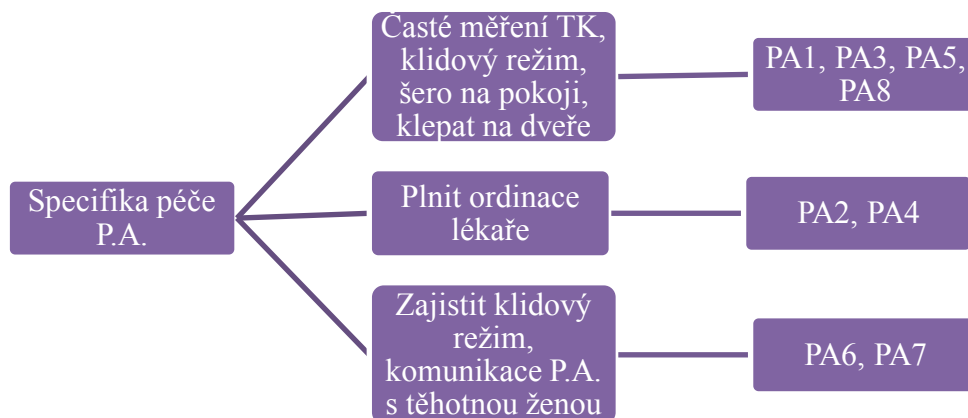 Specifika péče
P.A.
Časté měření TK,
klidový režim,
šero na pokoji,
klepat na dveře
PA1, PA3, PA5,
PA8
Plnit ordinace
lékaře
PA2, PA4
Zajistit klidový
režim,
komunikace P.A.
s těhotnou ženou
PA6, PA7